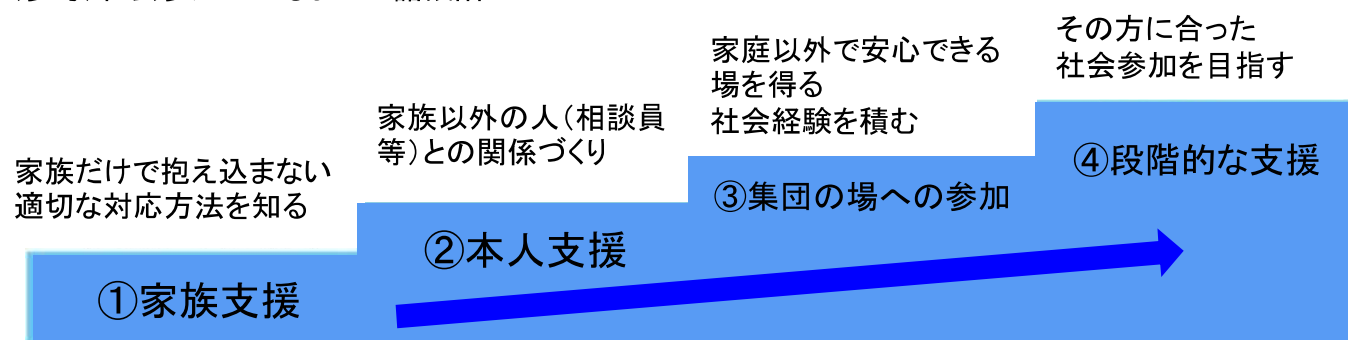 家族だけで抱え込まない
適切な対応方法を知る
①家族支援
家族以外の人（相談員
等）との関係づくり
②本人支援
家庭以外で安心できる
場を得る
社会経験を積む
③集団の場への参加
その方に合った
社会参加を目指す
④段階的な支援